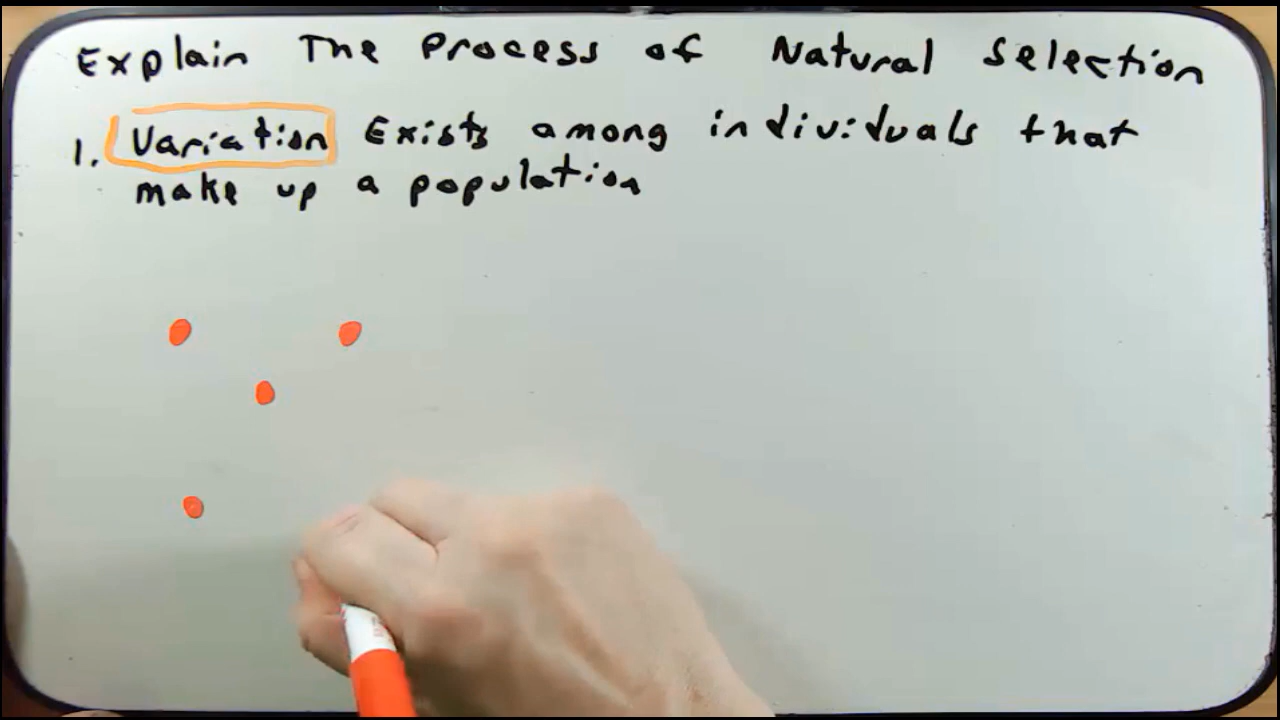 Explain The Process of Natural Selection
1. Variation Exists among individuals that
make up a population